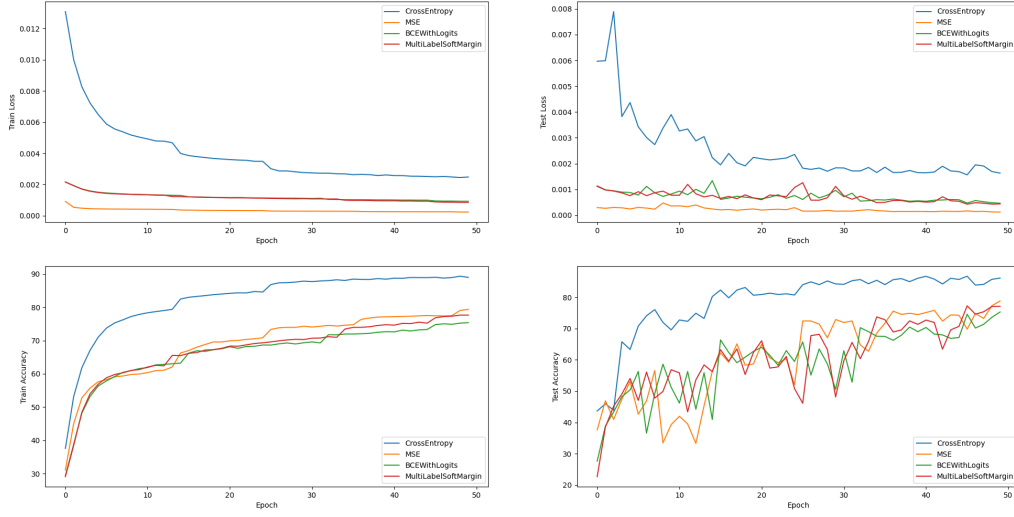 0.012
0.010
0.008
0.006
0.004
0.002
0.000
Train Loss
0
10
20
30
40
50
Epoch
CrossEntropy
MSE
BCEWithLogits
MultiLabelSoftMargin
0.008
0.007
0.006
0.005
0.004
0.003
0.002
0.001
0.000
Test Loss
0
10
20
30
40
50
Epoch
CrossEntropy
MSE
BCEWithLogits
MultiLabelSoftMargin
90
80
70
60
50
40
30
Train Accuracy
0
10
20
30
40
50
Epoch
CrossEntropy
MSE
BCEWithLogits
MultiLabelSoftMargin
80
70
60
50
40
30
20
Test Accuracy
0
10
20
30
40
50
Epoch
CrossEntropy
MSE
BCEWithLogits
MultiLabelSoftMargin